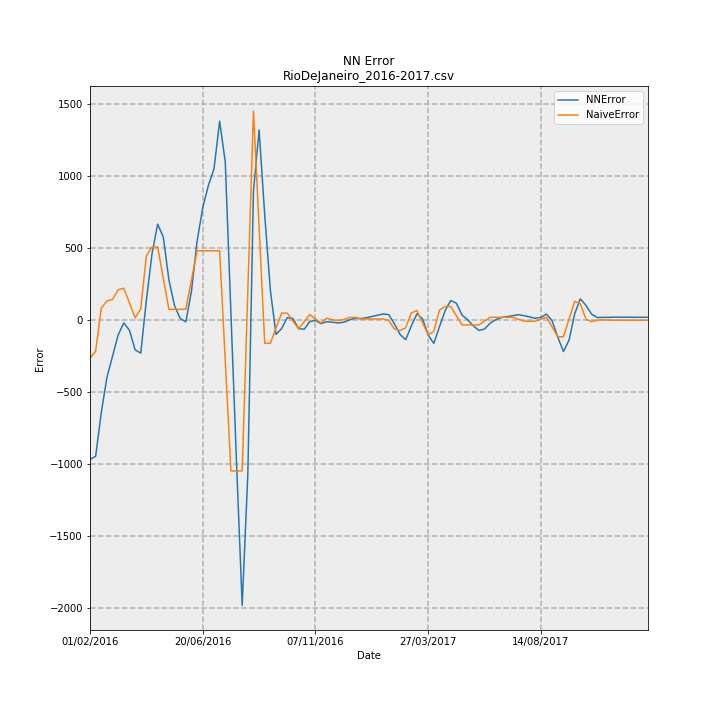 NN Error
RioDeJaneiro_2016-2017.csv
NNError
NaiveError
1500
1000
500
0
−500
−1000
−1500
−2000
Error
01/02/2016 20/06/2016 07/11/2016 27/03/2017 14/08/2017
Date